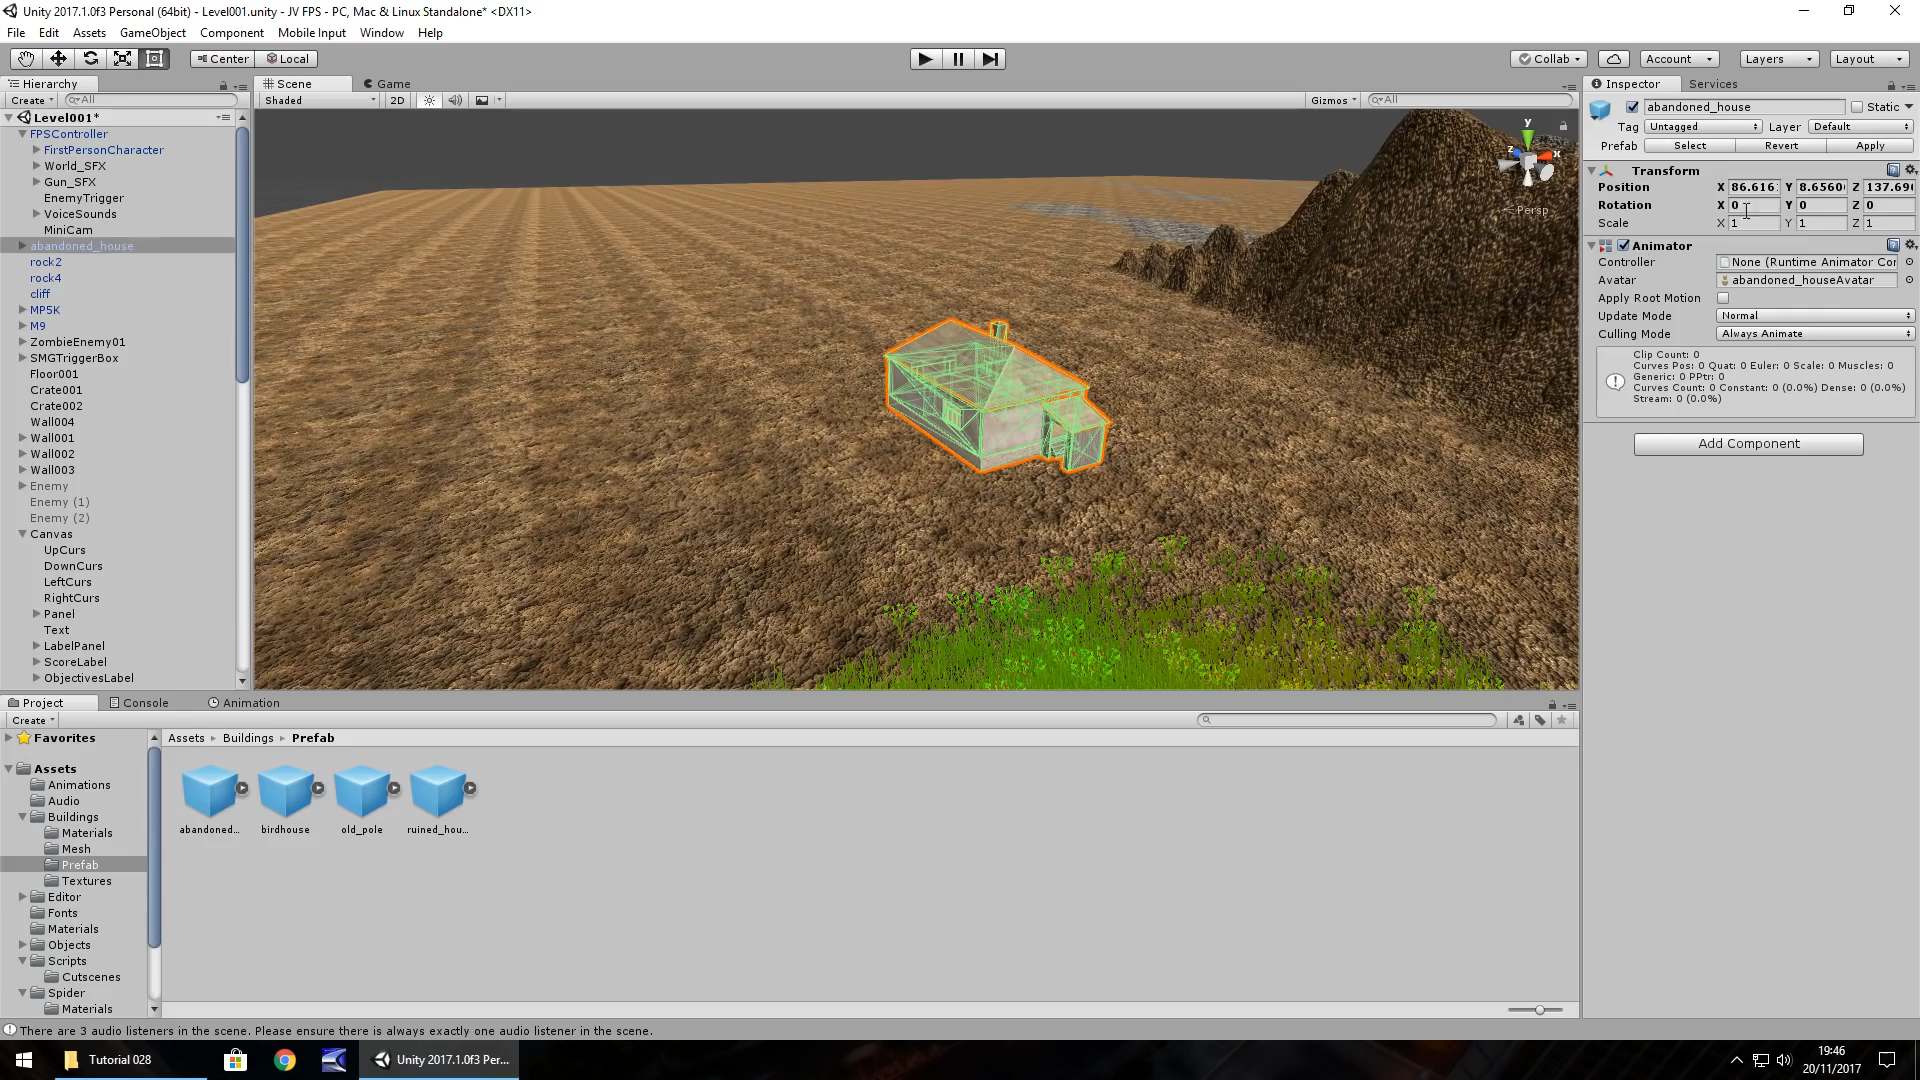 Unity 2017.1.0f3 Personal (64bit) - Level001.unity - JV FPS - PC, Mac & Linux Standalone* <DX11>
File Edit Assets GameObject Component Mobile Input Window Help
Center Local Collab Account Layers Layout
Hierarchy Scene Game Inspector Services
Create All Shaded 2D Gizmos All
Level001*
FPSController
FirstPersonCharacter
World_SFX
Gun_SFX
EnemyTrigger
VoiceSounds
MiniCam
abandoned_house
rock2
rock4
cliff
MP5K
M9
ZombieEnemy01
SMGTriggerBox
Floor001
Crate001
Crate002
Wall004
Wall001
Wall002
Wall003
Enemy
Enemy (1)
Enemy (2)
Canvas
UpCurs
DownCurs
LeftCurs
RightCurs
Panel
Text
LabelPanel
ScoreLabel
ObjectivesLabel
y
z
x
Persp
abandoned_house Static
Tag Untagged Layer Default
Prefab Select Revert Apply
Transform
Position X 86.616 Y 8.656 Z 137.69
Rotation X 0 Y 0 Z 0
Scale X 1 Y 1 Z 1
Animator
Controller None (Runtime Animator Cor
Avatar abandoned_houseAvatar
Apply Root Motion
Update Mode Normal
Culling Mode Always Animate
Clip Count: 0
Curves Pos: 0 Quat: 0 Euler: 0 Scale: 0 Muscles: 0
Generic: 0 PPtr: 0
Curves Count: 0 Constant: 0 (0.0%) Dense: 0 (0.0%)
Stream: 0 (0.0%)
Add Component
Project Console Animation
Create
Favorites
Assets
Animations
Audio
Buildings
Materials
Mesh
Prefab
Textures
Editor
Fonts
Materials
Objects
Scripts
Cutscenes
Spider
Materials
Assets Buildings Prefab
abandoned... birdhouse old_pole ruined_hou...
There are 3 audio listeners in the scene. Please ensure there is always exactly one audio listener in the scene.
Tutorial 028 Unity 2017.1.0f3 Per...
19:46
20/11/2017